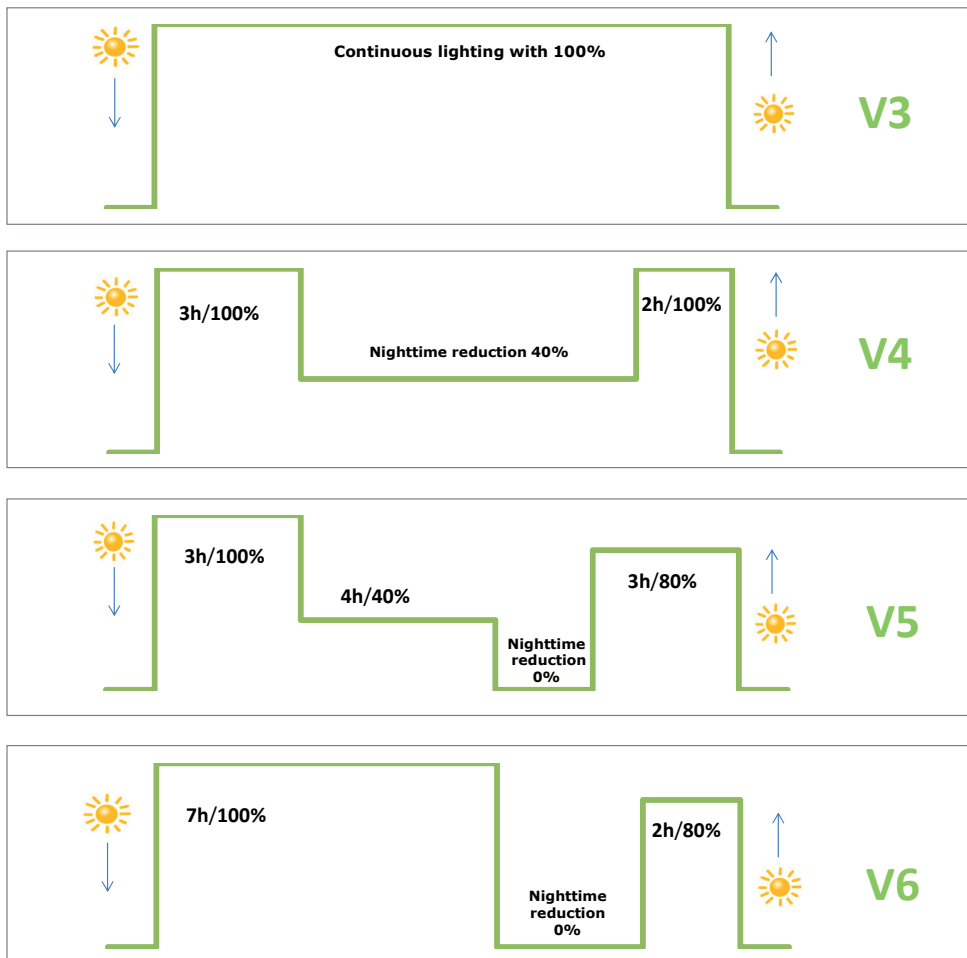 Continuous lighting with 100%
V3
3h/100%
2h/100%
Nighttime reduction 40%
V4
3h/100%
4h/40%
3h/80%
Nighttime
reduction
0%
V5
7h/100%
2h/80%
Nighttime
reduction
0%
V6